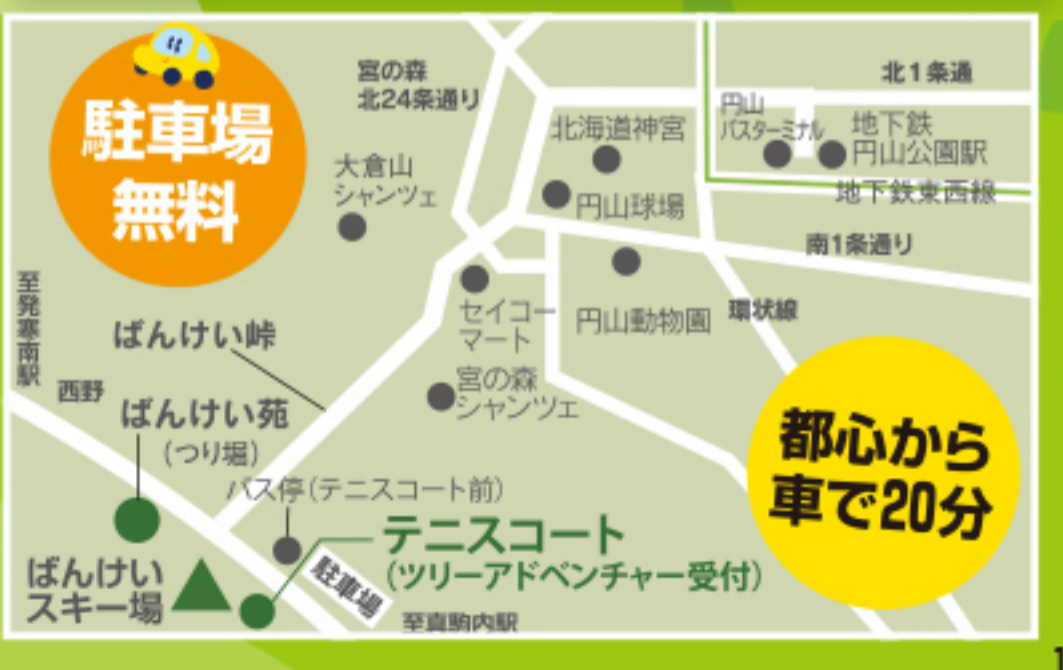 駐車場
無料
宮の森
北24条通り
北1条通
円山
バスターミナル
地下鉄
円山公園駅
北海道神宮
大倉山
シャンツェ
円山球場
地下鉄東西線
南1条通り
至発寒南駅
セイコー
マート
円山動物園
環状線
ばんけい峠
西野
宮の森
シャンツェ
ばんけい苑
(つり堀)
都心から
車で20分
バス停(テニスコート前)
テニスコート
(ツリーアドベンチャー受付)
ばんけい
スキー場
駐車場
至真駒内駅